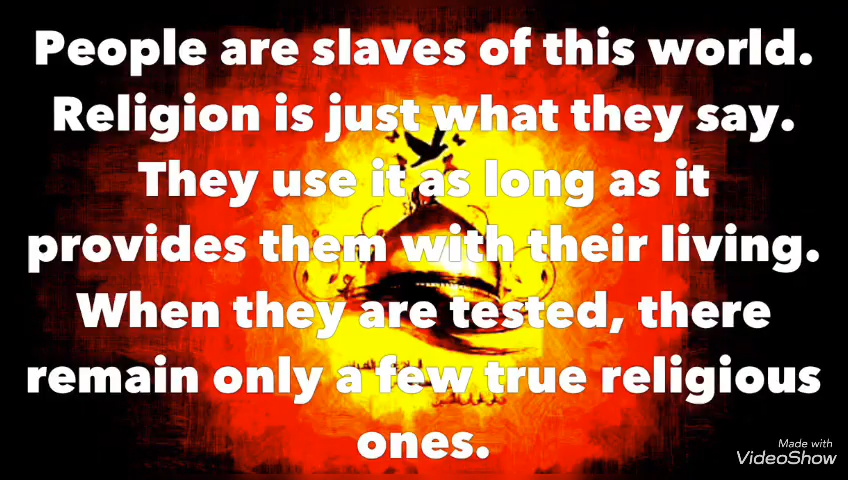 People are slaves of this world.
Religion is just what they say.
They use it as long as it
provides them with their living.
When they are tested, there
remain only a few true religious
ones.
Made with
VideoShow